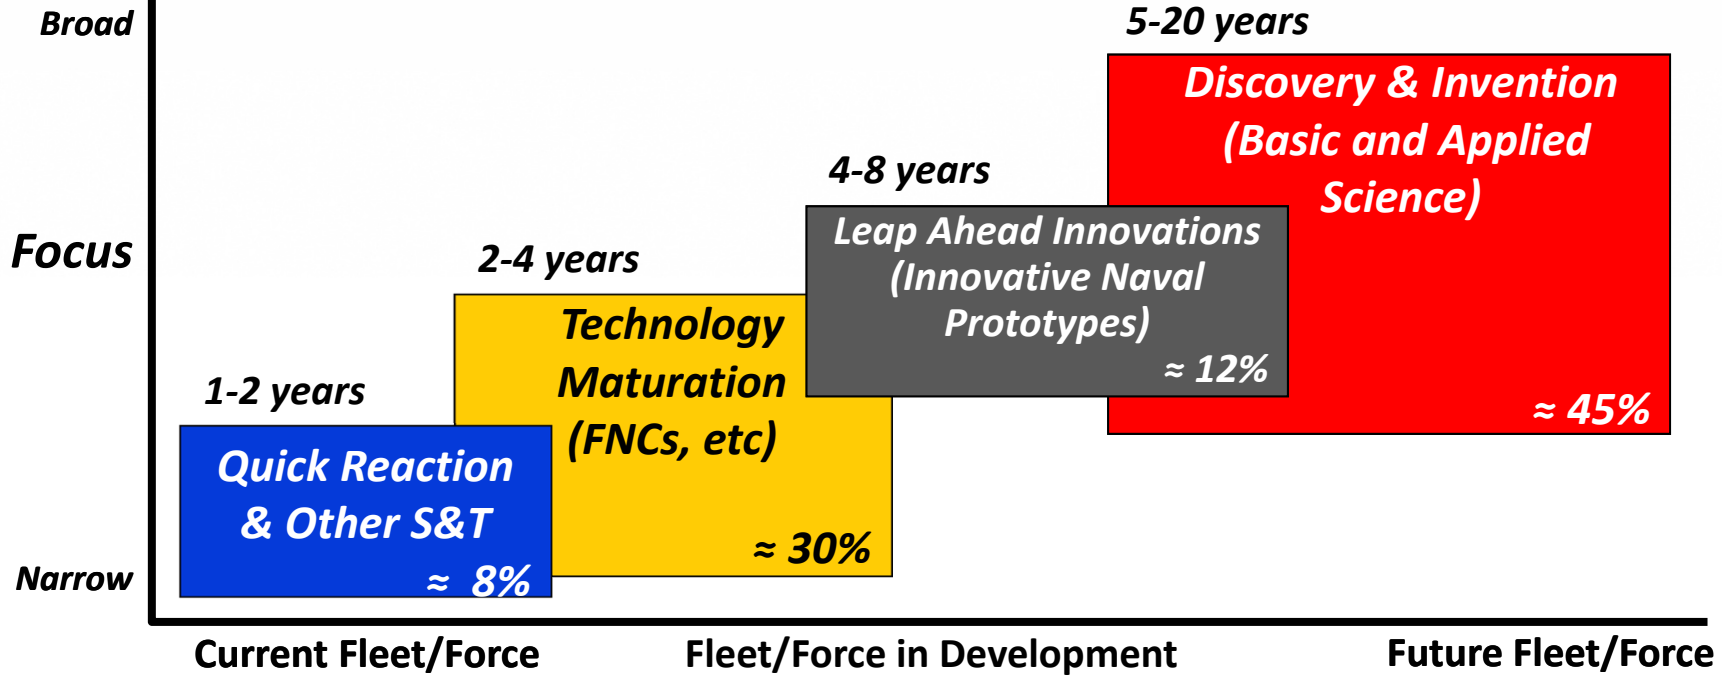 Broad
5-20 years
Discovery & Invention
(Basic and Applied
Science)
≈ 45%
4-8 years
Leap Ahead Innovations
(Innovative Naval
Prototypes)
≈ 12%
Focus
2-4 years
Technology
Maturation
(FNCs, etc)
≈ 30%
1-2 years
Quick Reaction
& Other S&T
≈ 8%
Narrow
Current Fleet/Force
Fleet/Force in Development
Future Fleet/Force